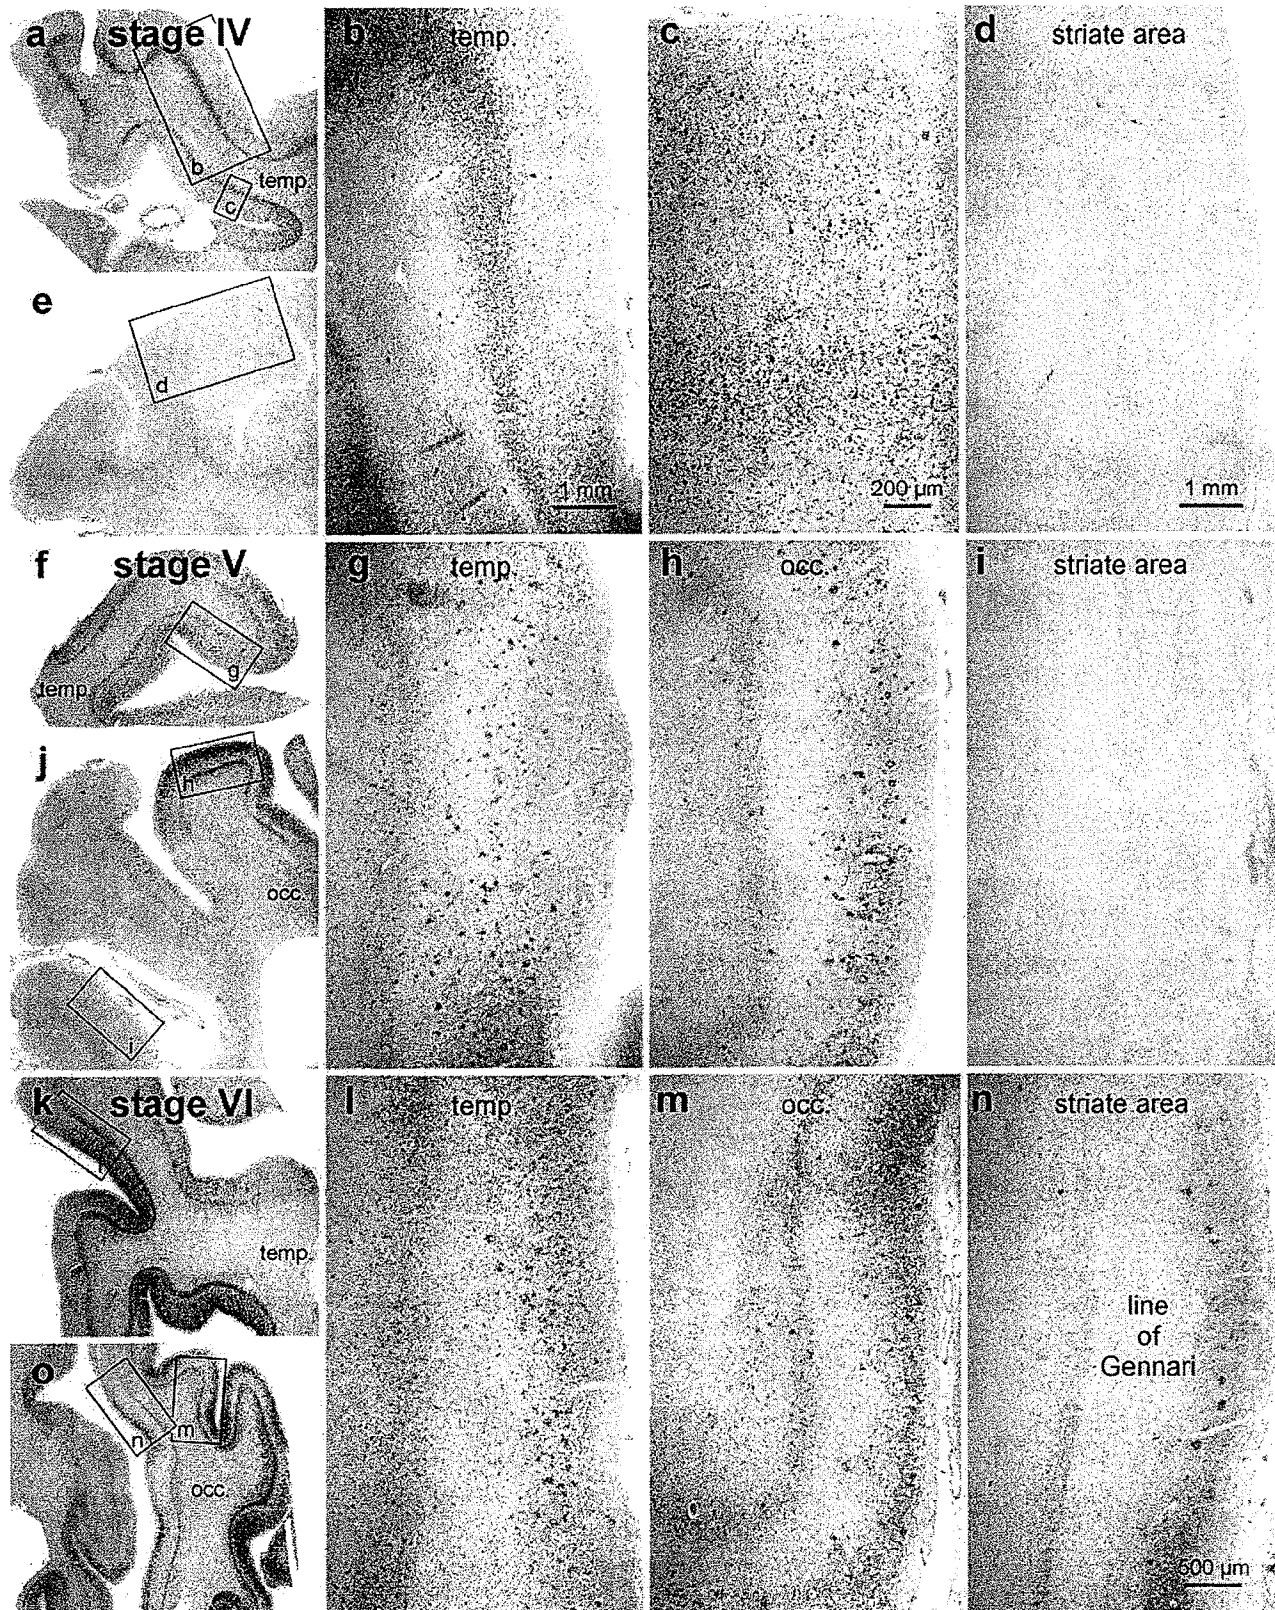 a stage IV
b temp.
c
d striate area
b
temp.
c
e
d
1 mm
200 µm
1 mm
f stage V
g temp.
h occ.
i striate area
g
temp.
j
h
occ.
i
k stage VI
l temp.
m occ.
n striate area
l
temp.
line
of
Gennari
o
n
m
occ.
500 µm